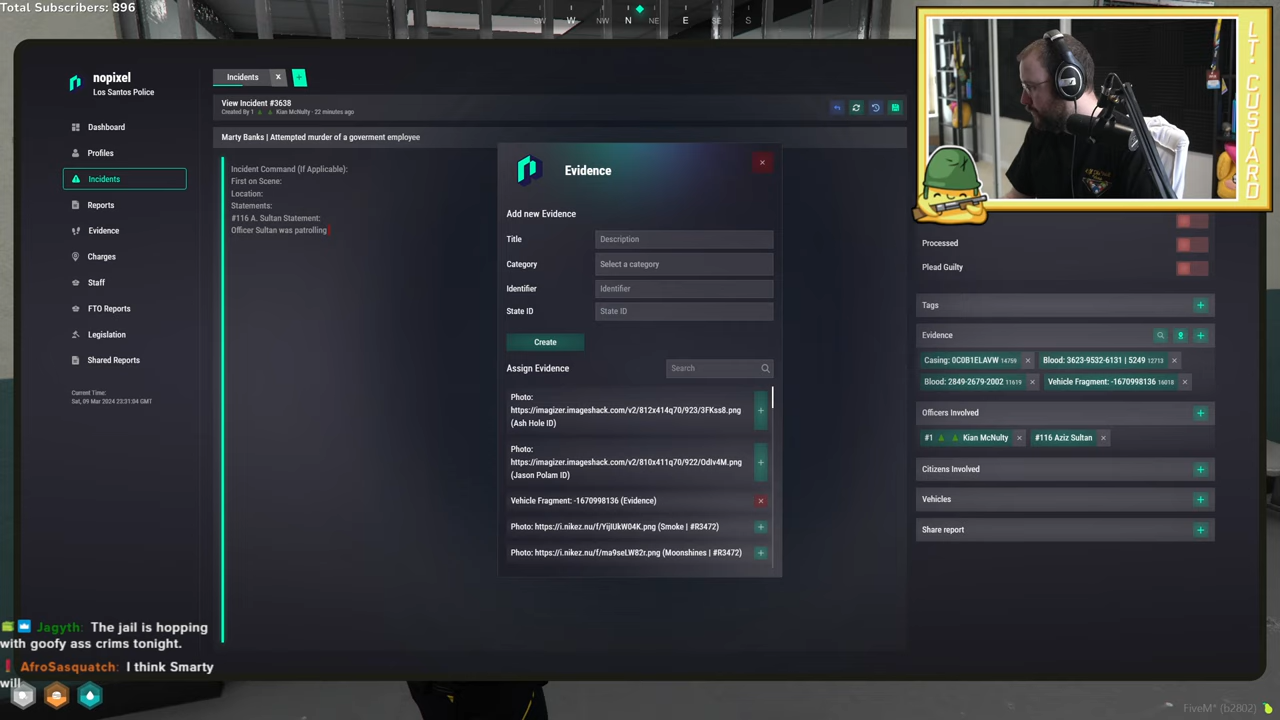 Total Subscribers: 896
SW W NW N NE E SE S
nopixel
Los Santos Police
Dashboard
Profiles
Incidents
Reports
Evidence
Charges
Staff
FTO Reports
Legislation
Shared Reports
Current Time:
Sat, 09 Mar 2024 23:31:04 GMT
Incidents X +
View Incident #3638
Created By 1 Kian McNulty - 22 minutes ago
Marty Banks | Attempted murder of a goverment employee
Incident Command (If Applicable):
First on Scene:
Location:
Statements:
#116 A. Sultan Statement:
Officer Sultan was patrolling
Evidence
Add new Evidence
Title Description
Category Select a category
Identifier Identifier
State ID State ID
Create
Assign Evidence Search
Photo:
https://imagizer.imageshack.com/v2/812x414q70/923/3FKss8.png
(Ash Hole ID)
Photo:
https://imagizer.imageshack.com/v2/810x411q70/922/OdIv4M.png
(Jason Polam ID)
Vehicle Fragment: -1670998136 (Evidence)
Photo: https://i.nikez.nu/f/YijIUkW04K.png (Smoke | #R3472)
Photo: https://i.nikez.nu/f/ma9seLW82r.png (Moonshines | #R3472)
LT. CUSTARD
Processed
Plead Guilty
Tags
Evidence
Casing: 0C0B1ELAVW 14759 Blood: 3623-9532-6131 | 5249 12713
Blood: 2849-2679-2002 11619 Vehicle Fragment: -1670998136 16018
Officers Involved
#1 Kian McNulty #116 Aziz Sultan
Citizens Involved
Vehicles
Share report
Jagyth: The jail is hopping
with goofy ass crims tonight.
AfroSasquatch: I think Smarty
will
FiveM* (b2802)